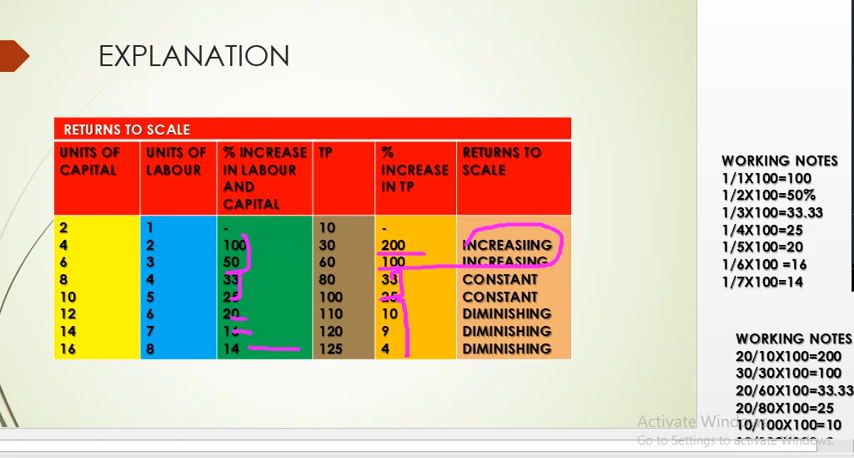 EXPLANATION
RETURNS TO SCALE
UNITS OF CAPITAL UNITS OF LABOUR % INCREASE IN LABOUR AND CAPITAL TP % INCREASE IN TP RETURNS TO SCALE
2 1 - 10 -
4 2 100 30 200 INCREASIING
6 3 50 60 100 INCREASING
8 4 33 80 33 CONSTANT
10 5 25 100 25 CONSTANT
12 6 20 110 10 DIMINISHING
14 7 16 120 9 DIMINISHING
16 8 14 125 4 DIMINISHING
WORKING NOTES
1/1X100=100
1/2X100=50%
1/3X100=33.33
1/4X100=25
1/5X100=20
1/6X100 =16
1/7X100=14
WORKING NOTES
20/10X100=200
30/30X100=100
20/60X100=33.33
20/80X100=25
10/100X100=10
Activate Windows
Go to Settings to activate Windows.